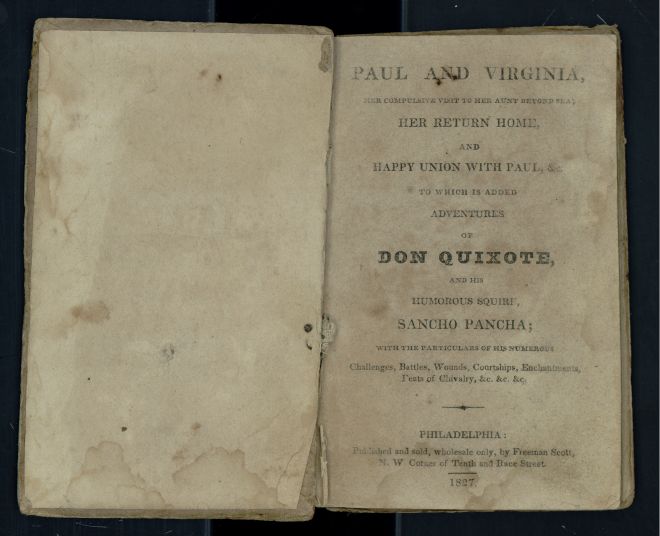 PAUL AND VIRGINIA,
HER COMPULSIVE VISIT TO HER AUNT BEYOND SEA;
HER RETURN HOME,
AND
HAPPY UNION WITH PAUL, &c.
TO WHICH IS ADDED
ADVENTURES
OF
DON QUIXOTE,
AND HIS
HUMOROUS SQUIRE,
SANCHO PANCHA;
WITH THE PARTICULARS OF HIS NUMEROUS
Challenges, Battles, Wounds, Courtships, Enchantments,
Feats of Chivalry, &c. &c. &c.
PHILADELPHIA:
Published and sold, wholesale only, by Freeman Scott,
N. W Corner of Tenth and Race Street.
1827.